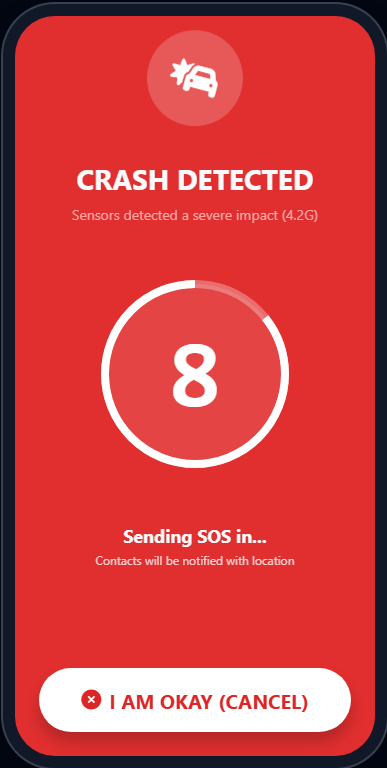 CRASH DETECTED
Sensors detected a severe impact (4.2G)
8
Sending SOS in...
Contacts will be notified with location
I AM OKAY (CANCEL)